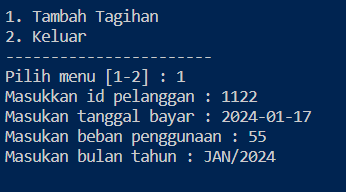 1. Tambah Tagihan
2. Keluar
-----------------------
Pilih menu [1-2] : 1
Masukkan id pelanggan : 1122
Masukan tanggal bayar : 2024-01-17
Masukan beban penggunaan : 55
Masukan bulan tahun : JAN/2024